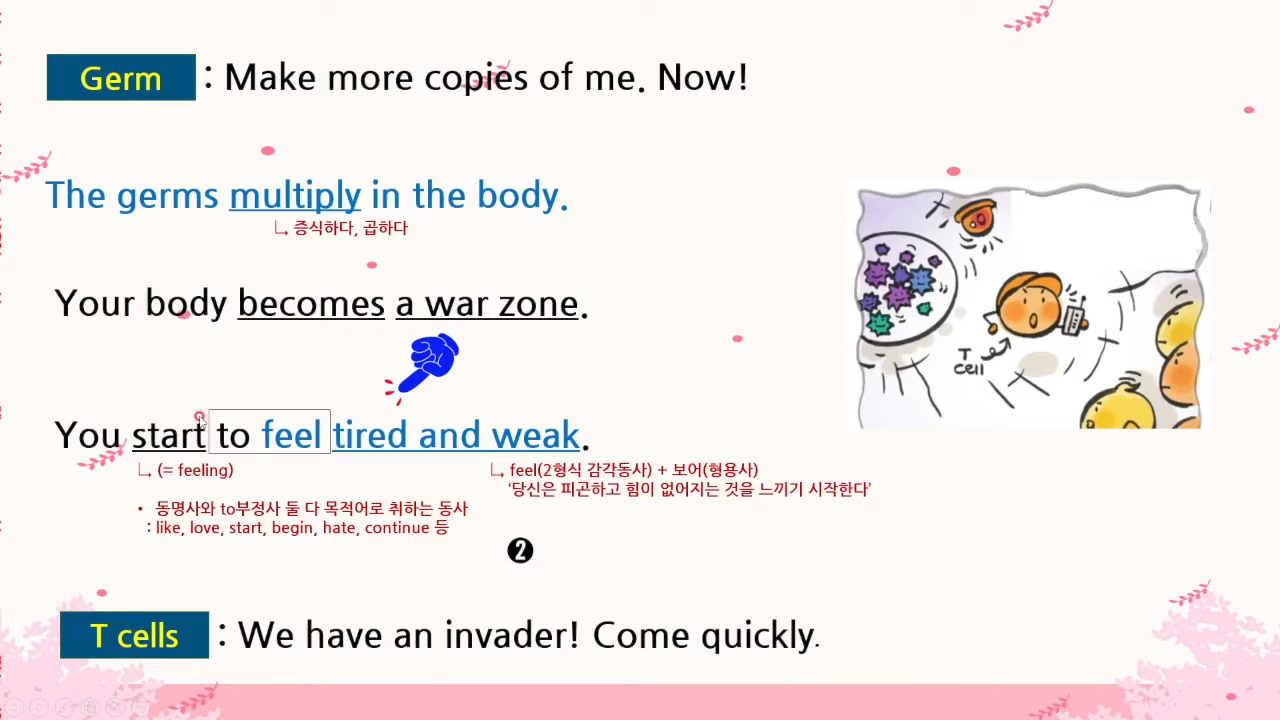 Germ : Make more copies of me. Now!
The germs multiply in the body.
증식하다, 곱하다
Your body becomes a war zone.
T
cell
You start to feel tired and weak.
(= feeling)
feel(2형식 감각동사) + 보어(형용사)
‘당신은 피곤하고 힘이 없어지는 것을 느끼기 시작한다’
• 동명사와 to부정사 둘 다 목적어로 취하는 동사
: like, love, start, begin, hate, continue 등
❷
T cells : We have an invader! Come quickly.